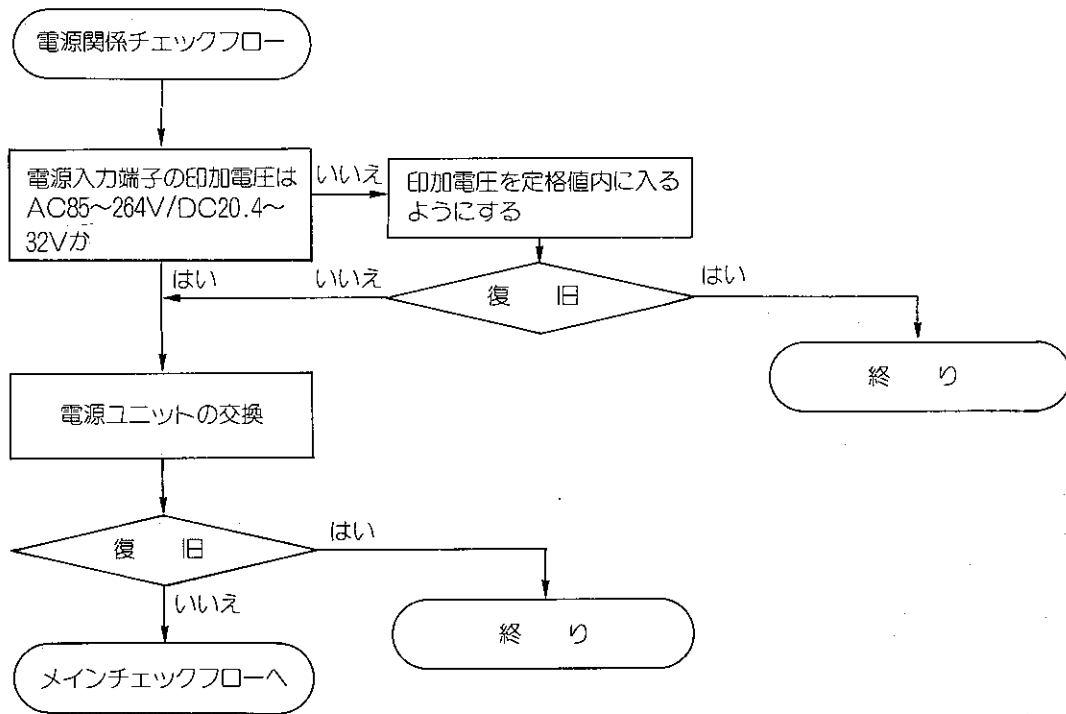 電源関係チェックフロー
電源入力端子の印加電圧は
AC85～264V/DC20.4～
32Vか
いいえ
印加電圧を定格値内に入る
ようにする
はい
いいえ
復 旧
はい
終 り
電源ユニットの交換
復 旧
はい
いいえ
終 り
メインチェックフローへ